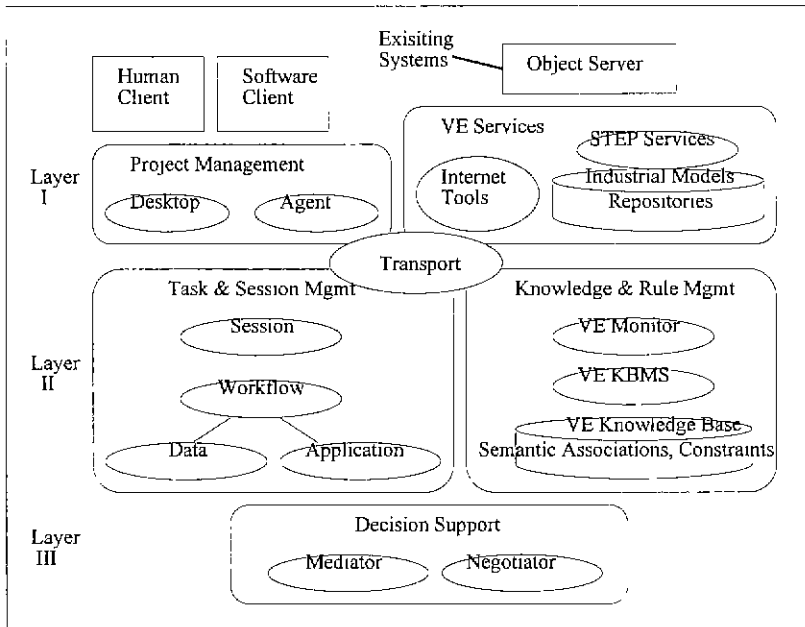 Exisiting
Systems
Object Server
Human
Client
Software
Client
VE Services
STEP Services
Project Management
Layer
I
Internet
Tools
Industrial Models
Desktop
Agent
Repositories
Transport
Task & Session Mgmt
Knowledge & Rule Mgmt
Session
VE Monitor
Layer
II
Workflow
VE KBMS
VE Knowledge Base
Data
Application
Semantic Associations, Constraints
Layer
III
Decision Support
Mediator
Negotiator